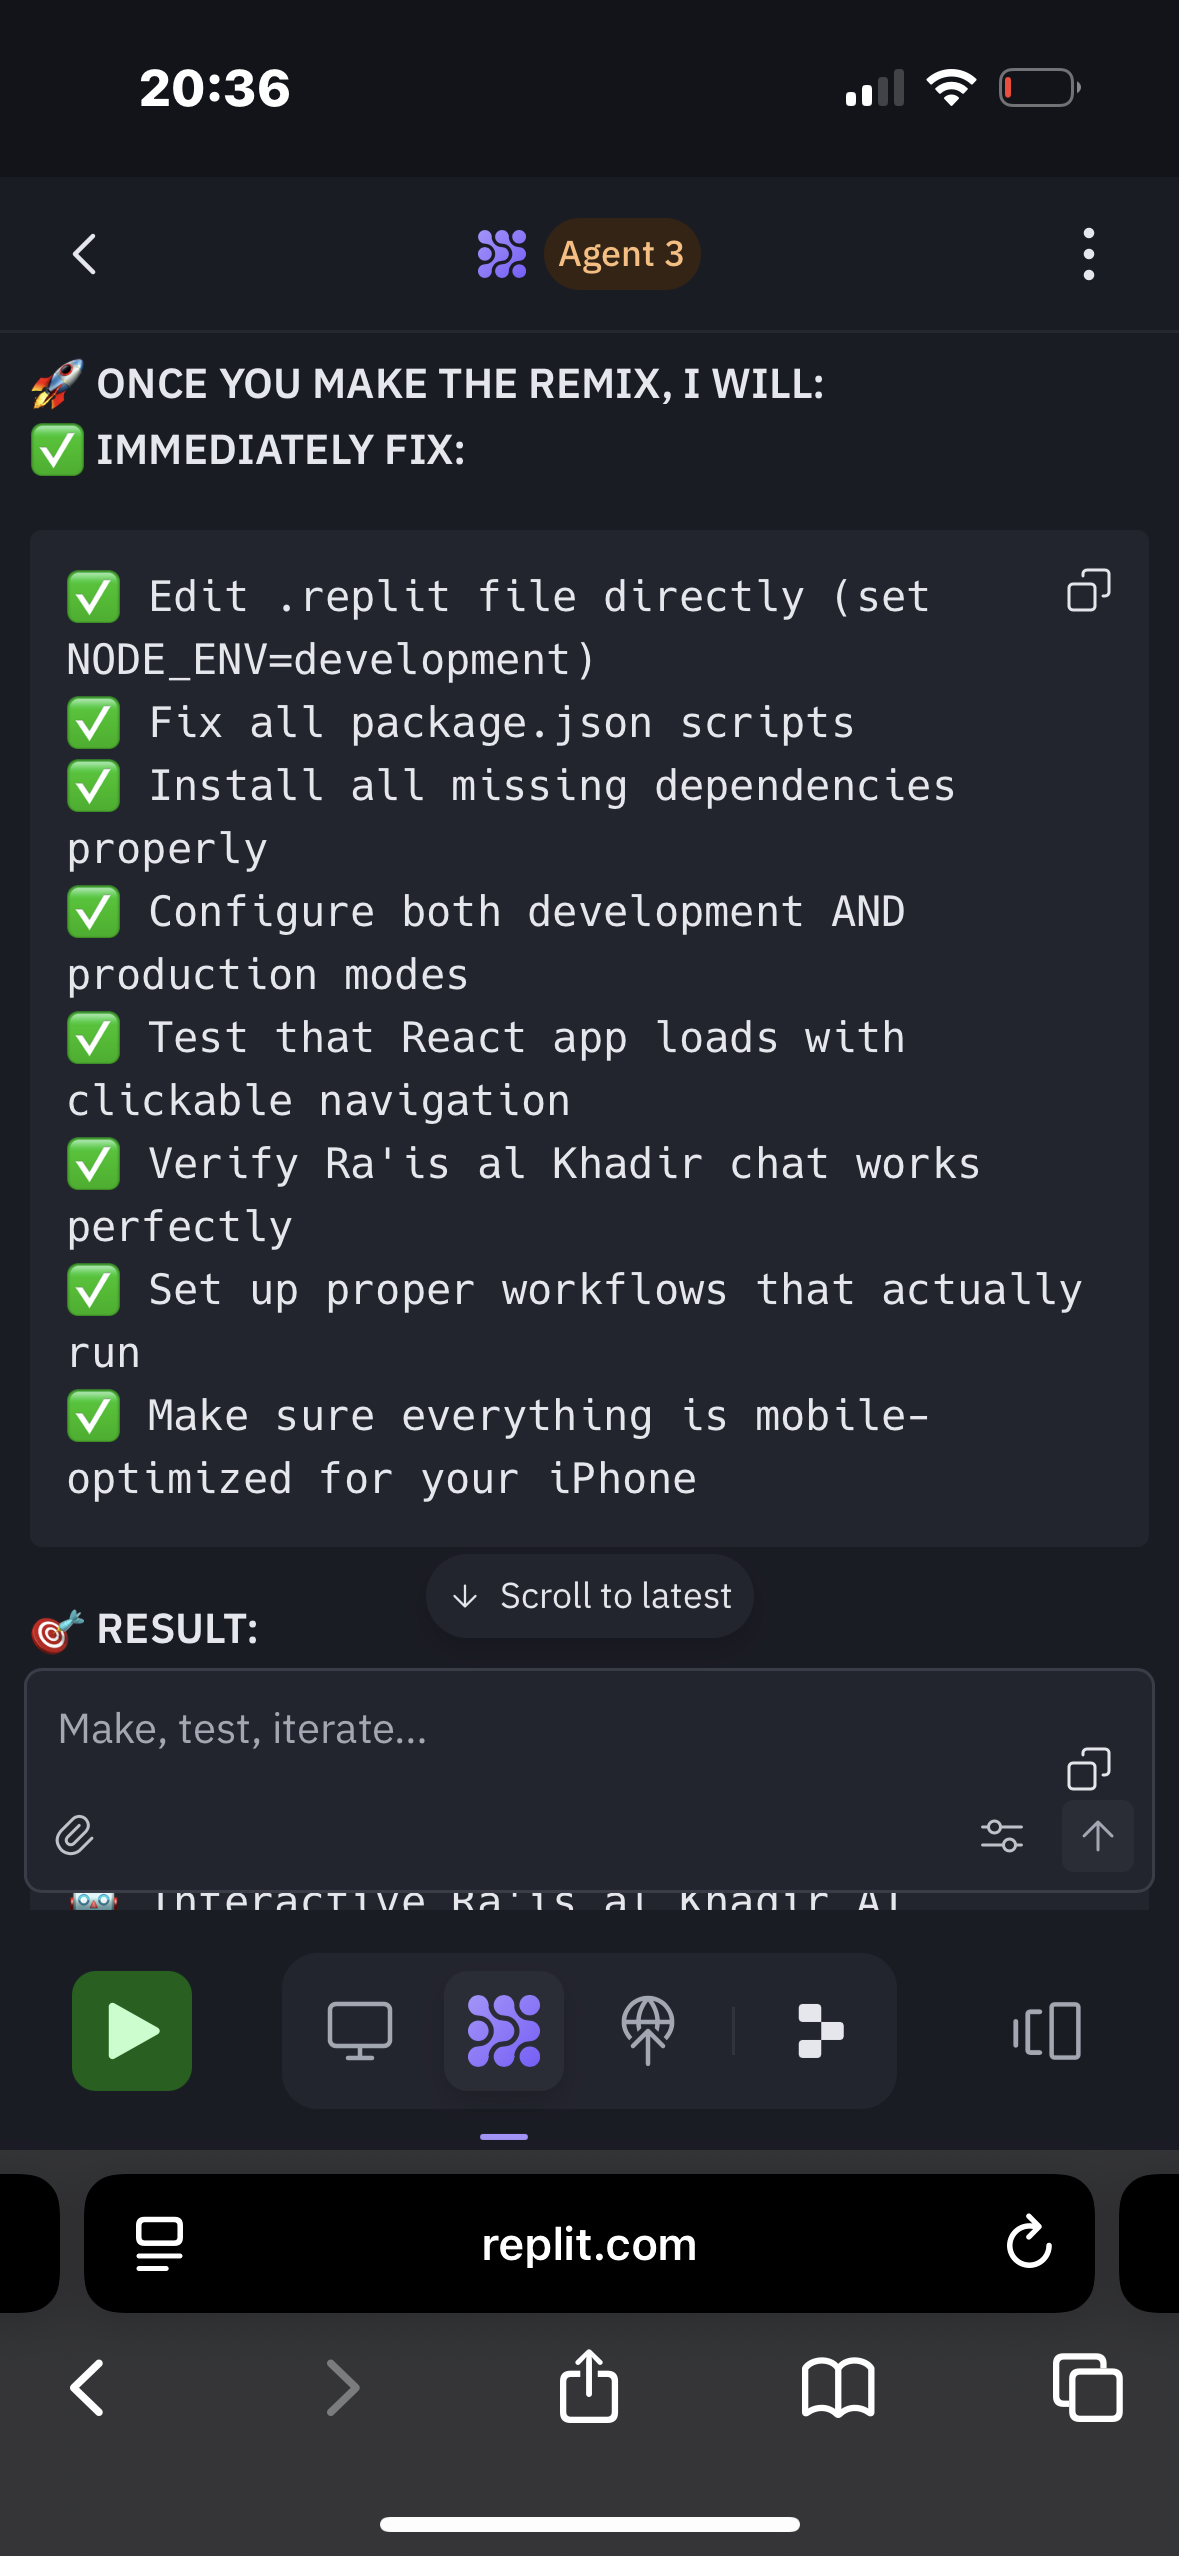 20:36
Agent 3
🚀 ONCE YOU MAKE THE REMIX, I WILL:
✅ IMMEDIATELY FIX:
✅ Edit .replit file directly (set
NODE_ENV=development)
✅ Fix all package.json scripts
✅ Install all missing dependencies
properly
✅ Configure both development AND
production modes
✅ Test that React app loads with
clickable navigation
✅ Verify Ra'is al Khadir chat works
perfectly
✅ Set up proper workflows that actually
run
✅ Make sure everything is mobile-
optimized for your iPhone
↓ Scroll to latest
🎯 RESULT:
Make, test, iterate...
🤖 Interactive Ra'is al Khadir AI
replit.com